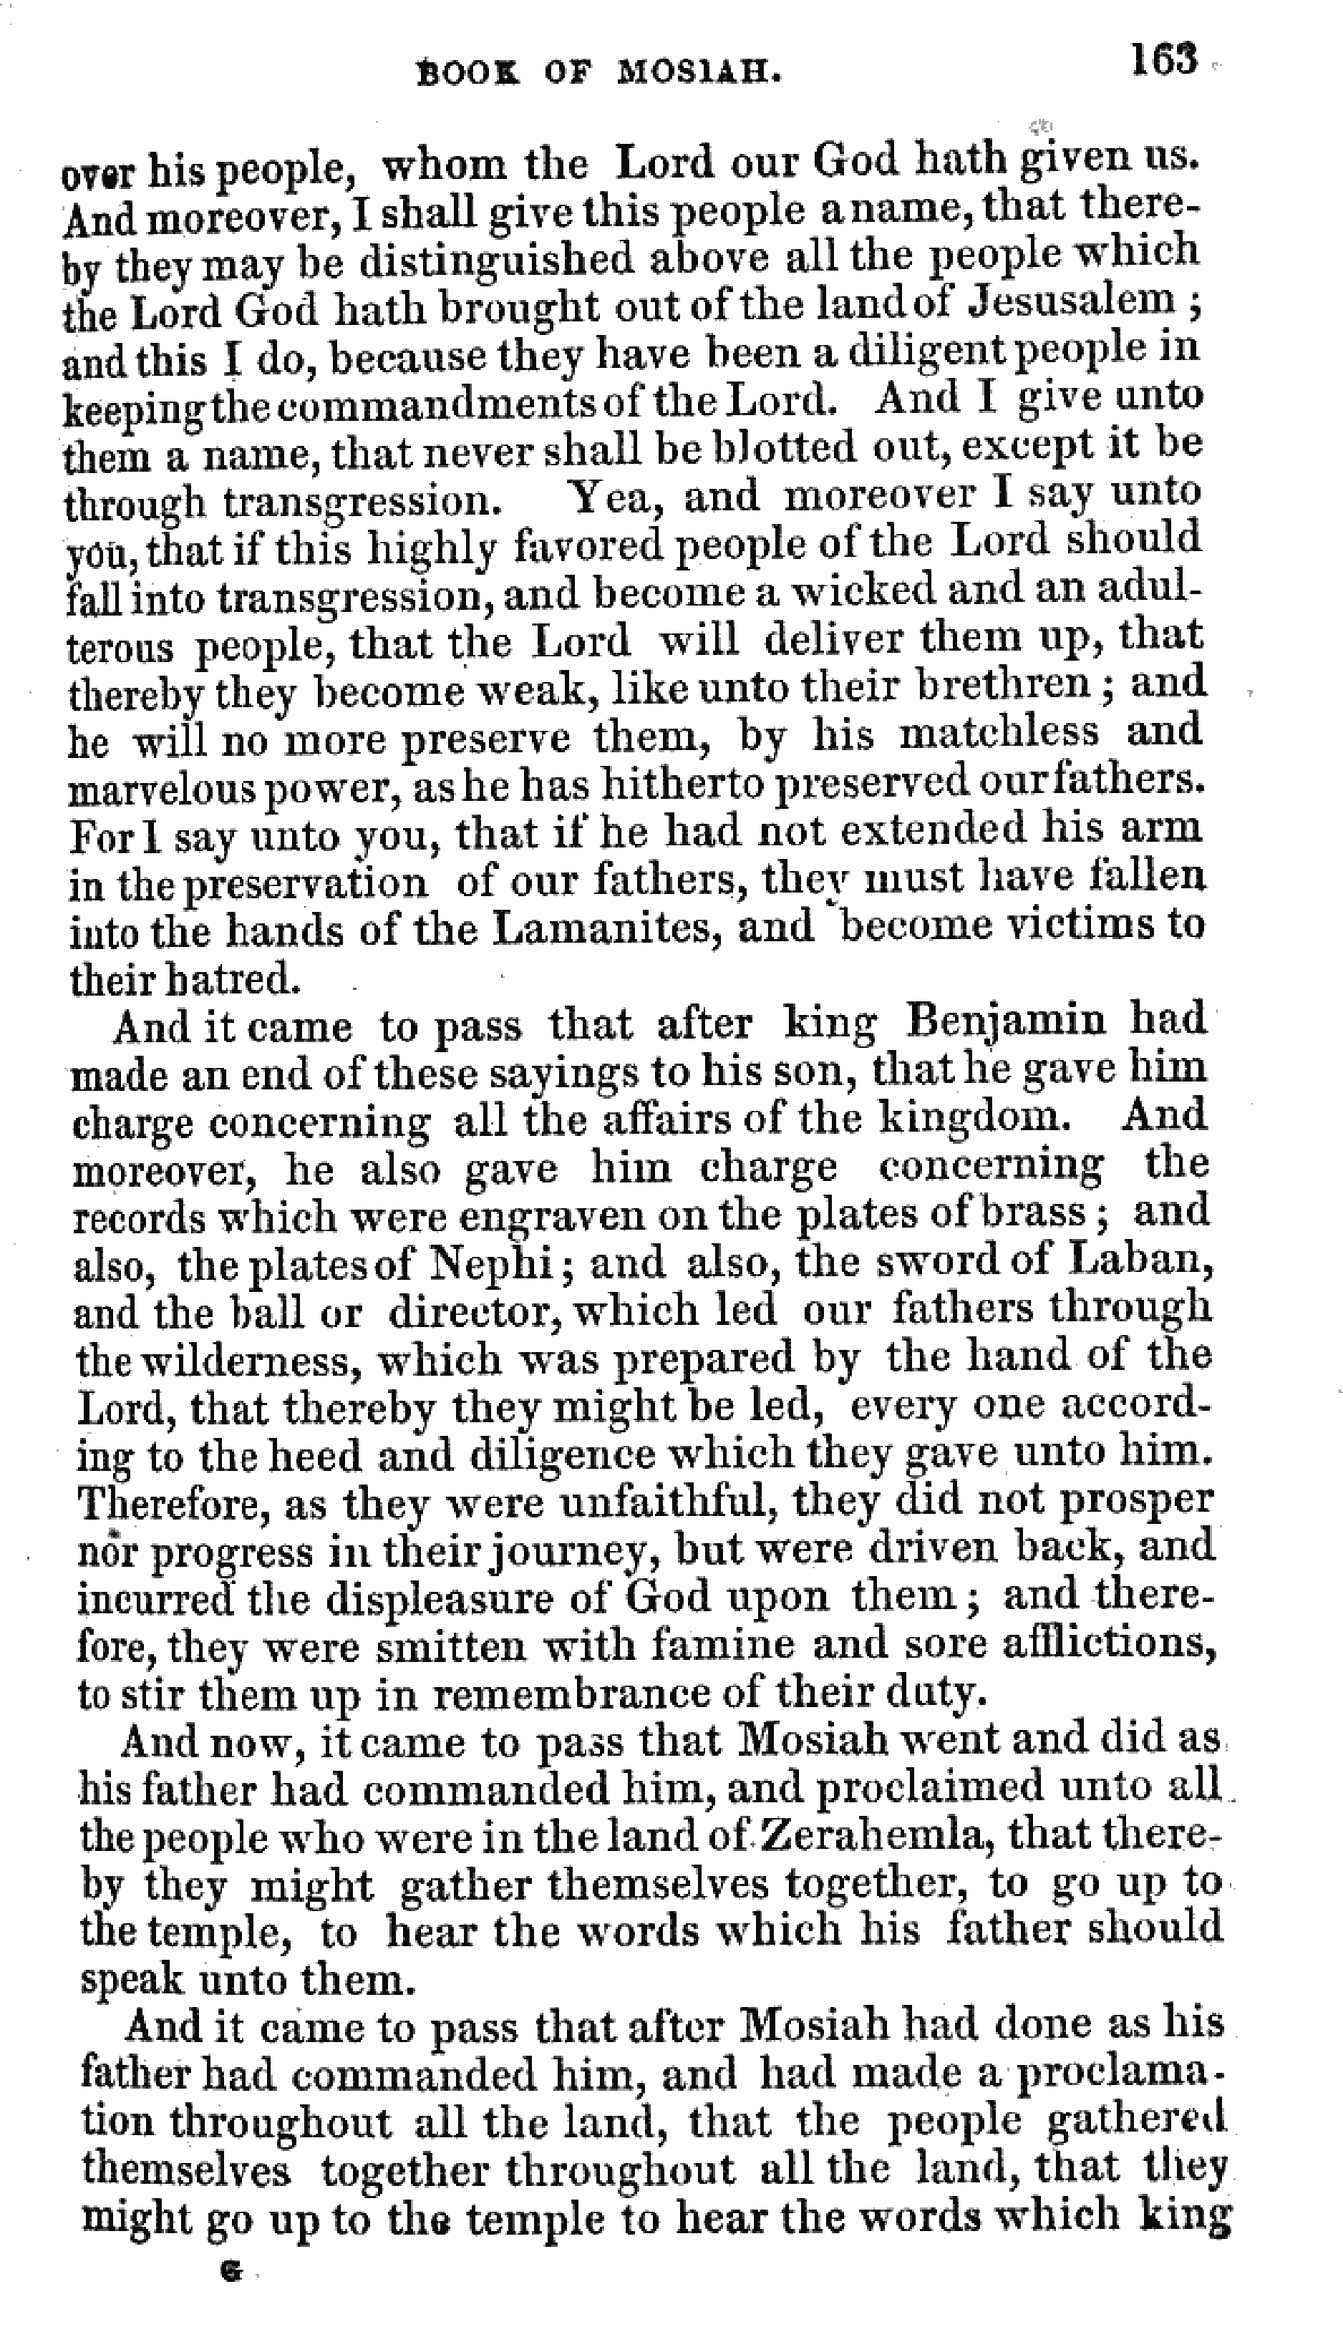 BOOK OF MOSIAH. 163
over his people, whom the Lord our God hath given us.
And moreover, I shall give this people a name, that there-
by they may be distinguished above all the people which
the Lord God hath brought out of the land of Jesusalem ;
and this I do, because they have been a diligent people in
keeping the commandments of the Lord. And I give unto
them a name, that never shall be blotted out, except it be
through transgression. Yea, and moreover I say unto
you, that if this highly favored people of the Lord should
fall into transgression, and become a wicked and an adul-
terous people, that the Lord will deliver them up, that
thereby they become weak, like unto their brethren ; and
he will no more preserve them, by his matchless and
marvelous power, as he has hitherto preserved our fathers.
For I say unto you, that if he had not extended his arm
in the preservation of our fathers, they must have fallen
into the hands of the Lamanites, and become victims to
their hatred.
And it came to pass that after king Benjamin had
made an end of these sayings to his son, that he gave him
charge concerning all the affairs of the kingdom. And
moreover, he also gave him charge concerning the
records which were engraven on the plates of brass ; and
also, the plates of Nephi ; and also, the sword of Laban,
and the ball or director, which led our fathers through
the wilderness, which was prepared by the hand of the
Lord, that thereby they might be led, every one accord-
ing to the heed and diligence which they gave unto him.
Therefore, as they were unfaithful, they did not prosper
nor progress in their journey, but were driven back, and
incurred the displeasure of God upon them ; and there-
fore, they were smitten with famine and sore afflictions,
to stir them up in remembrance of their duty.
And now, it came to pass that Mosiah went and did as
his father had commanded him, and proclaimed unto all
the people who were in the land of Zerahemla, that there-
by they might gather themselves together, to go up to
the temple, to hear the words which his father should
speak unto them.
And it came to pass that after Mosiah had done as his
father had commanded him, and had made a proclama-
tion throughout all the land, that the people gathered
themselves together throughout all the land, that they
might go up to the temple to hear the words which king
G